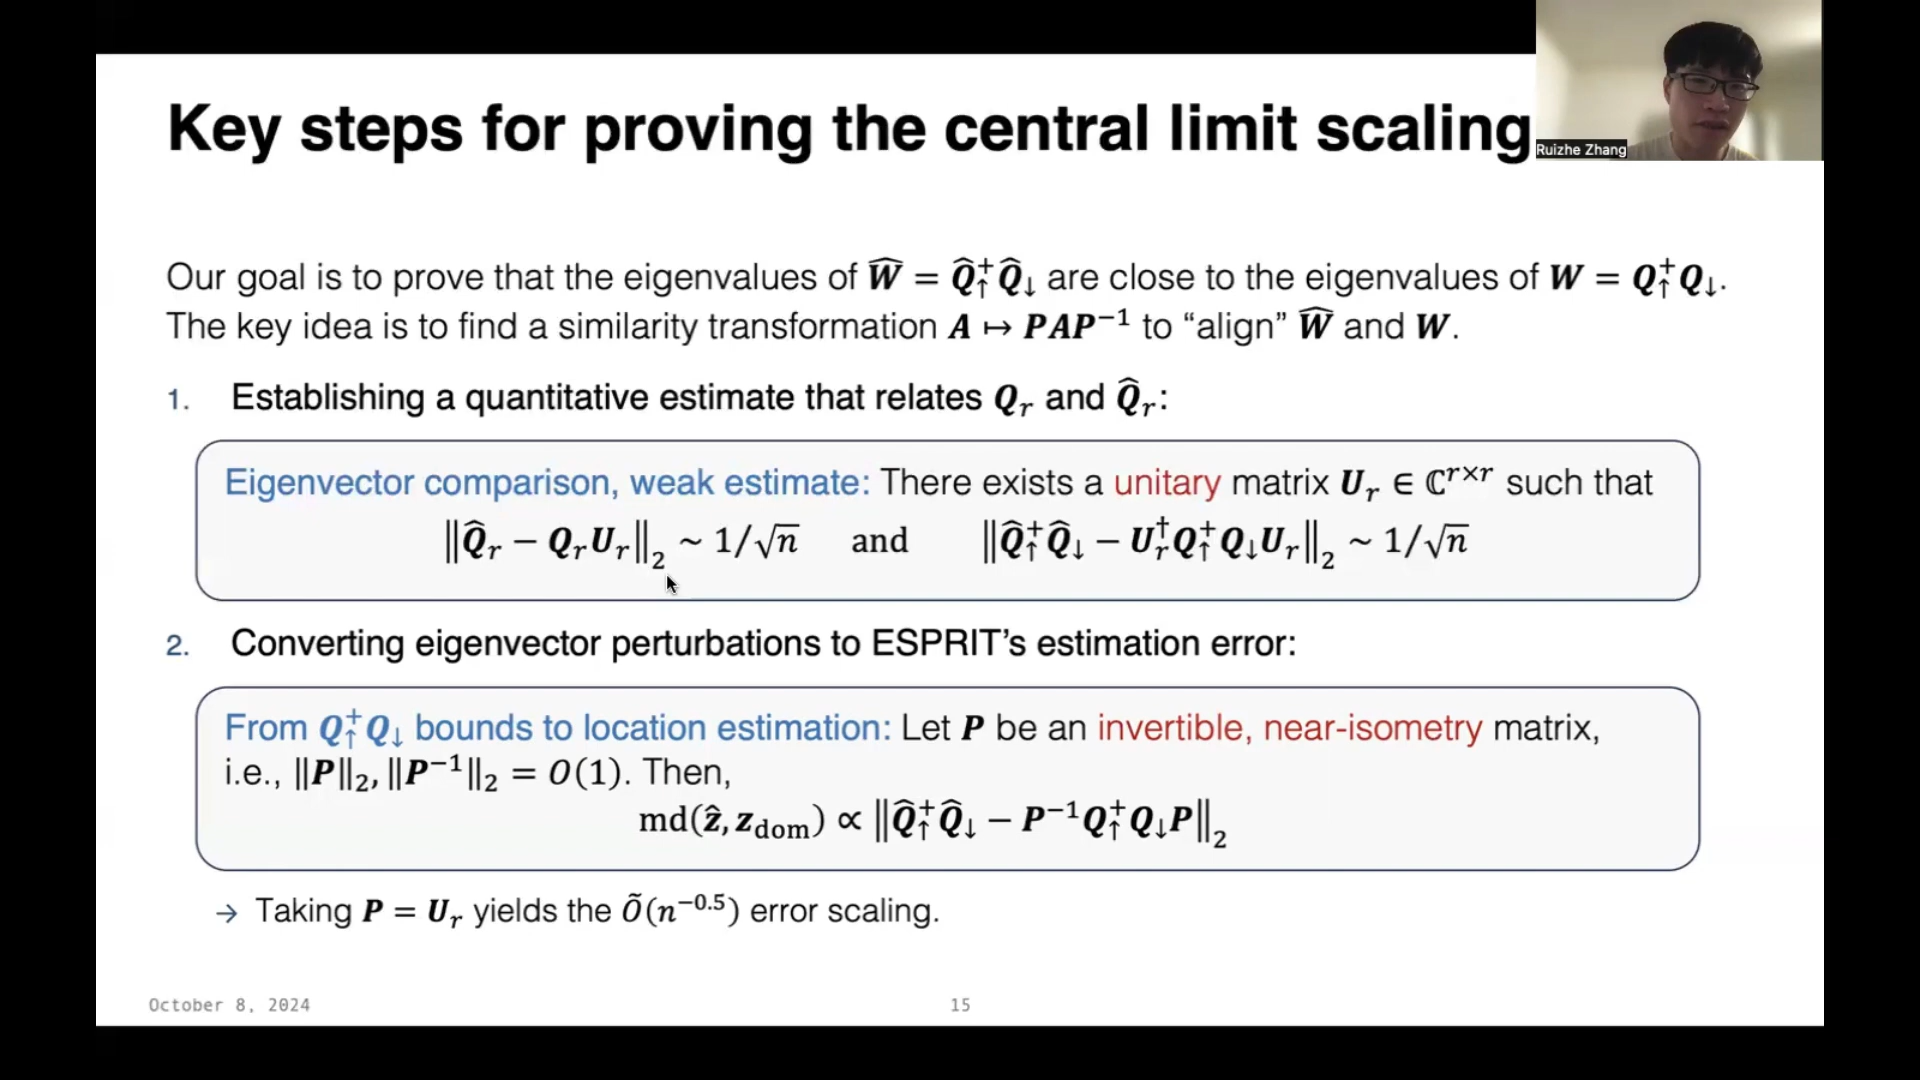 Key steps for proving the central limit scaling
Ruizhe Zhang
Our goal is to prove that the eigenvalues of Ŵ = Q̂↑⁺Q̂↓ are close to the eigenvalues of W = Q↑⁺Q↓.
The key idea is to find a similarity transformation A ↦ PAP⁻¹ to “align” Ŵ and W.
1. Establishing a quantitative estimate that relates Qᵣ and Q̂ᵣ:
Eigenvector comparison, weak estimate: There exists a unitary matrix Uᵣ ∈ ℂʳˣʳ such that
‖Q̂ᵣ − QᵣUᵣ‖₂ ~ 1/√n and ‖Q̂↑⁺Q̂↓ − Uᵣ†Q↑⁺Q↓Uᵣ‖₂ ~ 1/√n
2. Converting eigenvector perturbations to ESPRIT’s estimation error:
From Q↑⁺Q↓ bounds to location estimation: Let P be an invertible, near-isometry matrix,
i.e., ‖P‖₂, ‖P⁻¹‖₂ = O(1). Then,
md(ẑ, z_dom) ∝ ‖Q̂↑⁺Q̂↓ − P⁻¹Q↑⁺Q↓P‖₂
→ Taking P = Uᵣ yields the Õ(n⁻⁰·⁵) error scaling.
October 8, 2024
15